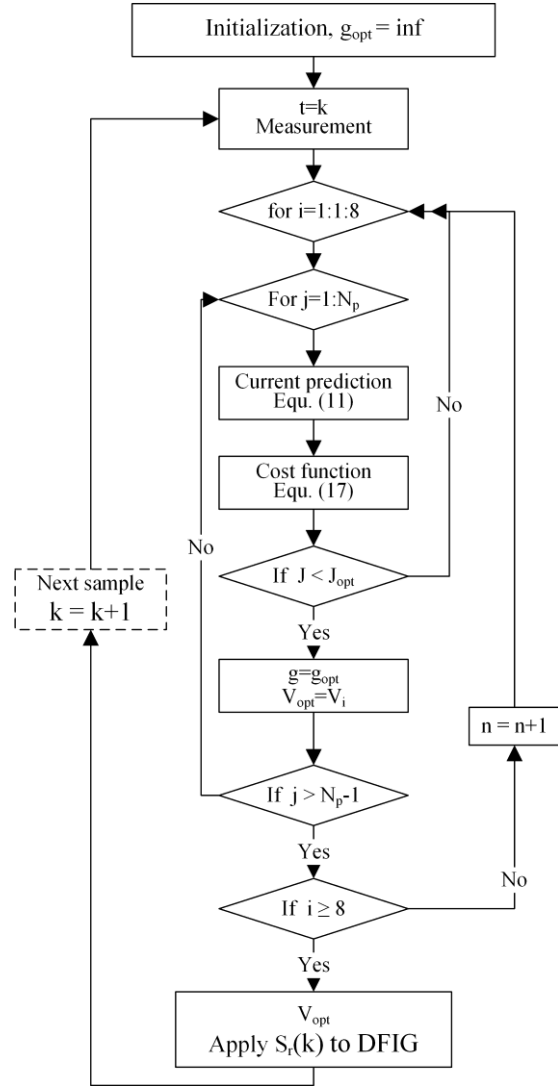 Initialization, g_opt = inf
t=k
Measurement
for i=1:1:8
For j=1:N_p
Current prediction
Equ. (11)
No
Cost function
Equ. (17)
No
If J < J_opt
Next sample
k = k+1
Yes
g=g_opt
V_opt=V_i
n = n+1
If j > N_p-1
Yes
No
If i ≥ 8
Yes
V_opt
Apply S_r(k) to DFIG